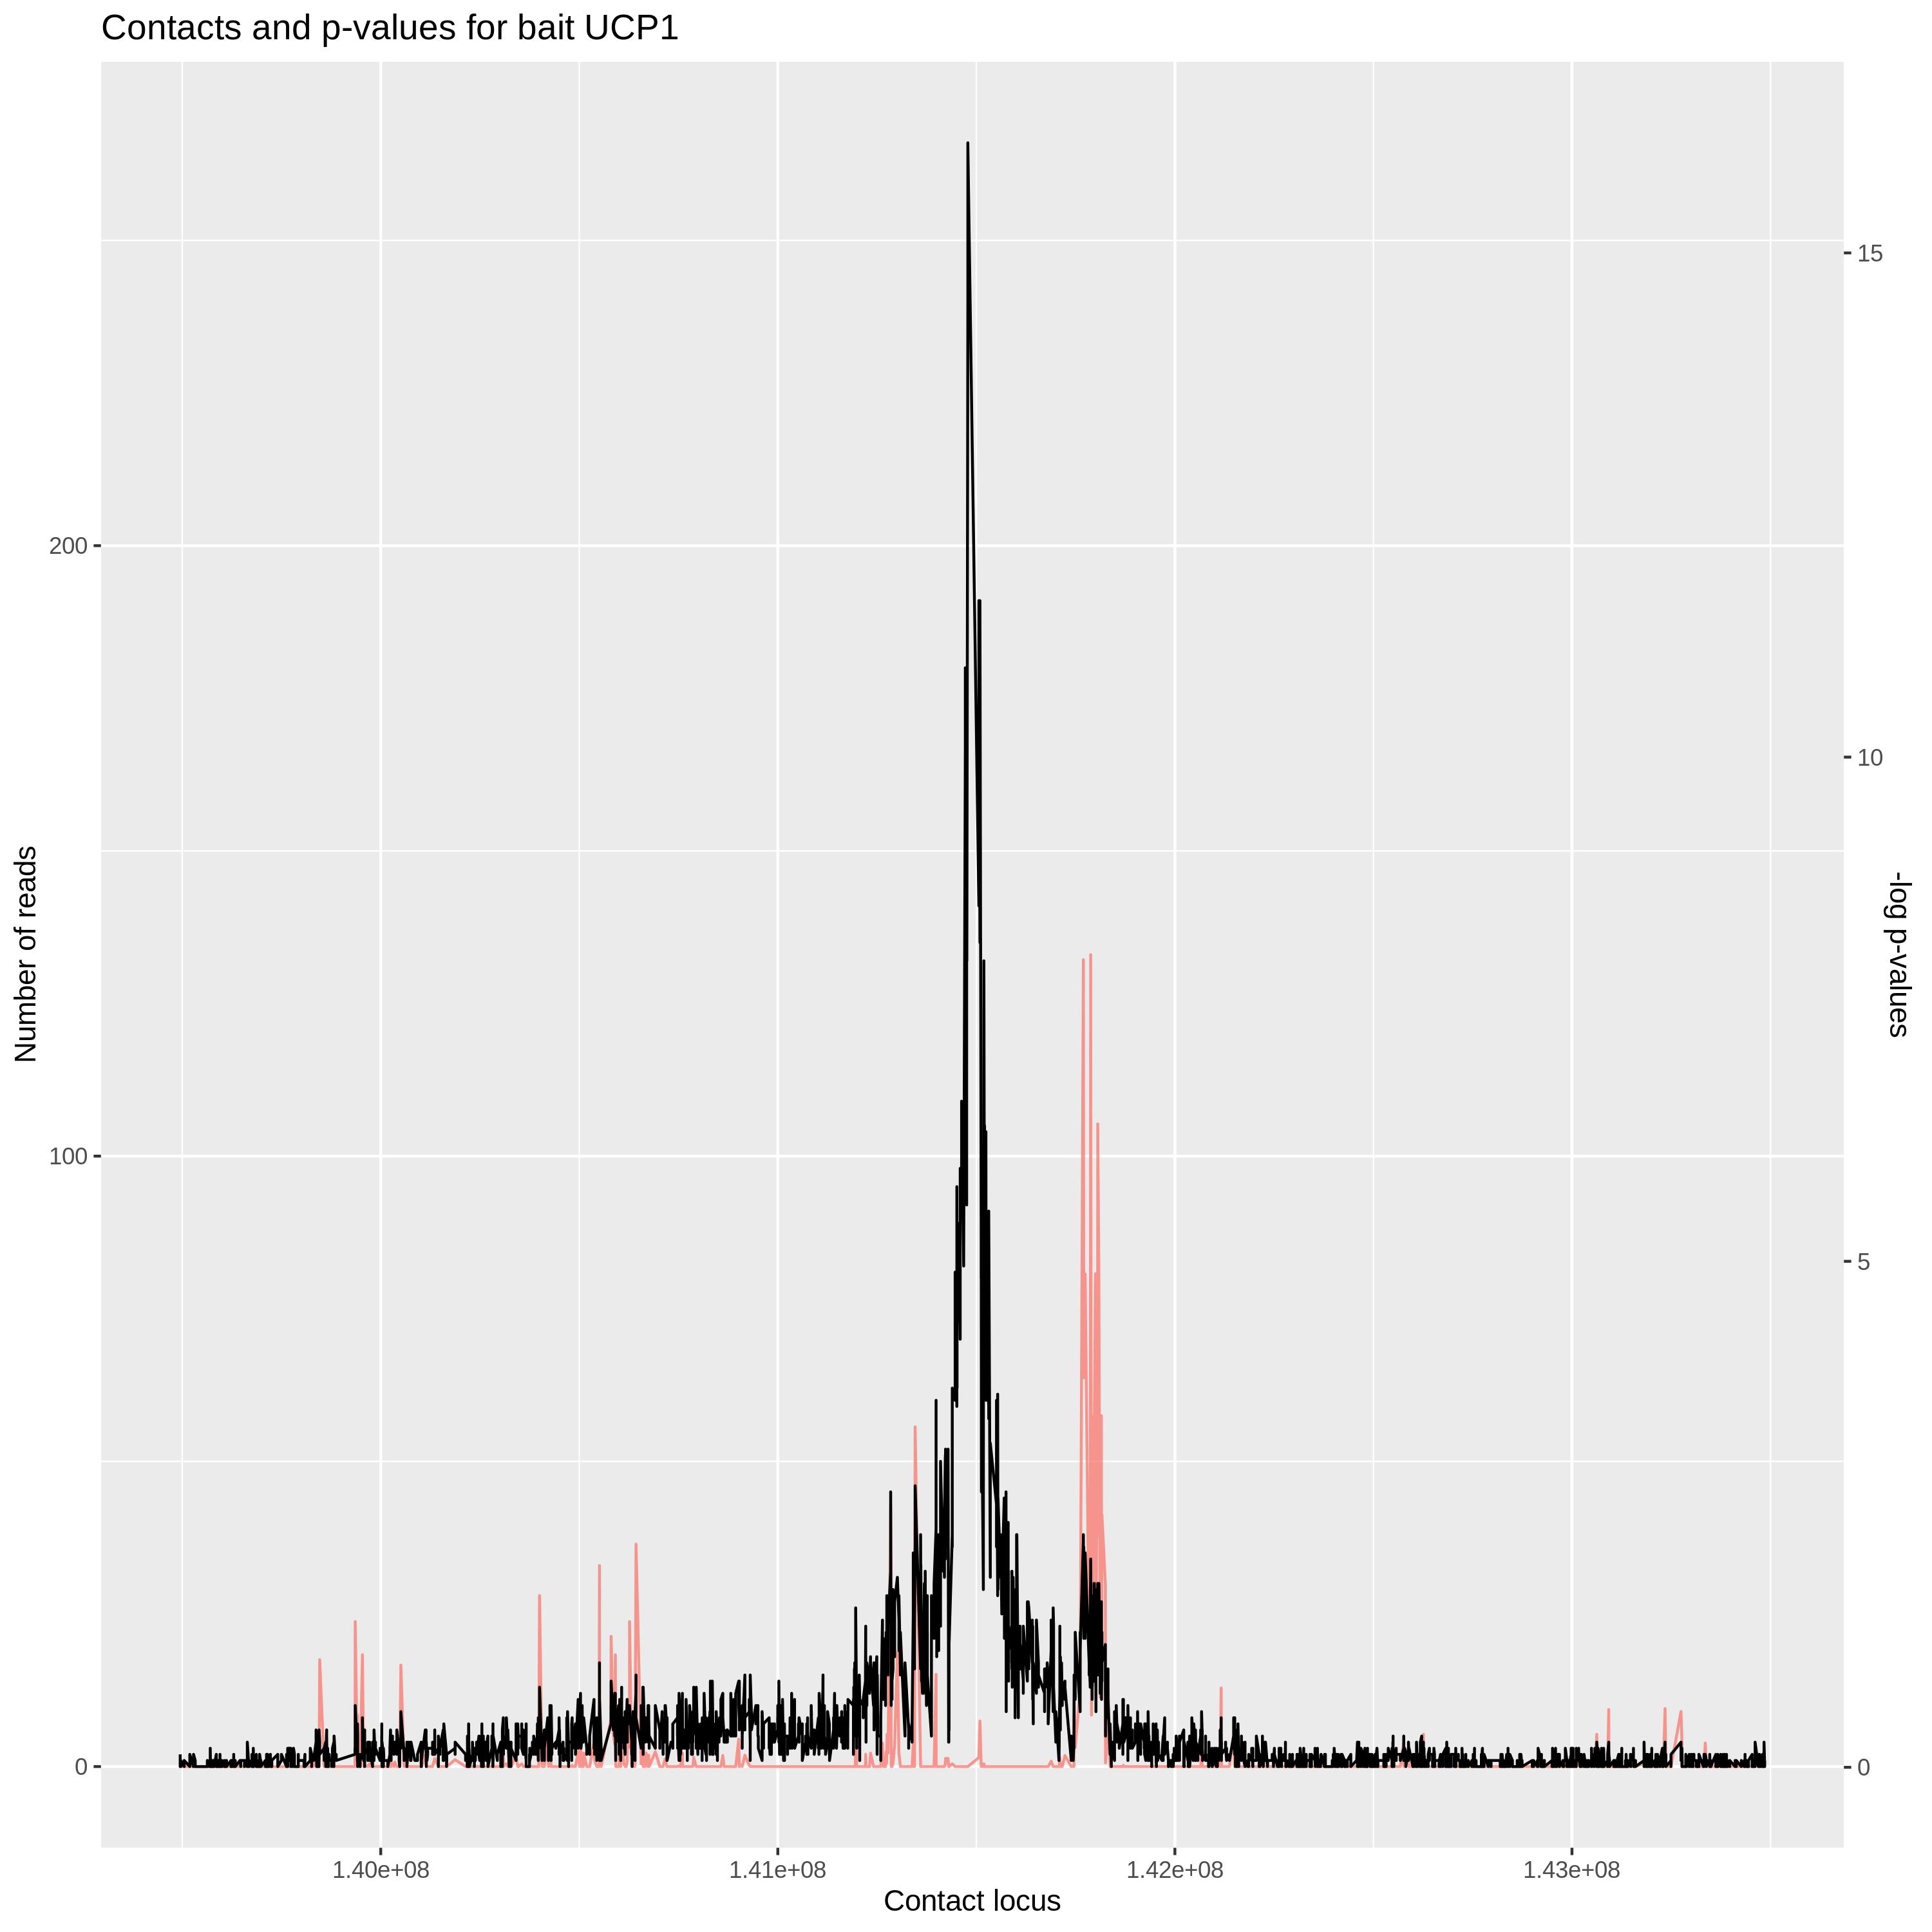 Contacts and p-values for bait UCP1
200
100
0
Number of reads
15
10
5
0
-log p-values
1.40e+08
1.41e+08
1.42e+08
1.43e+08
Contact locus